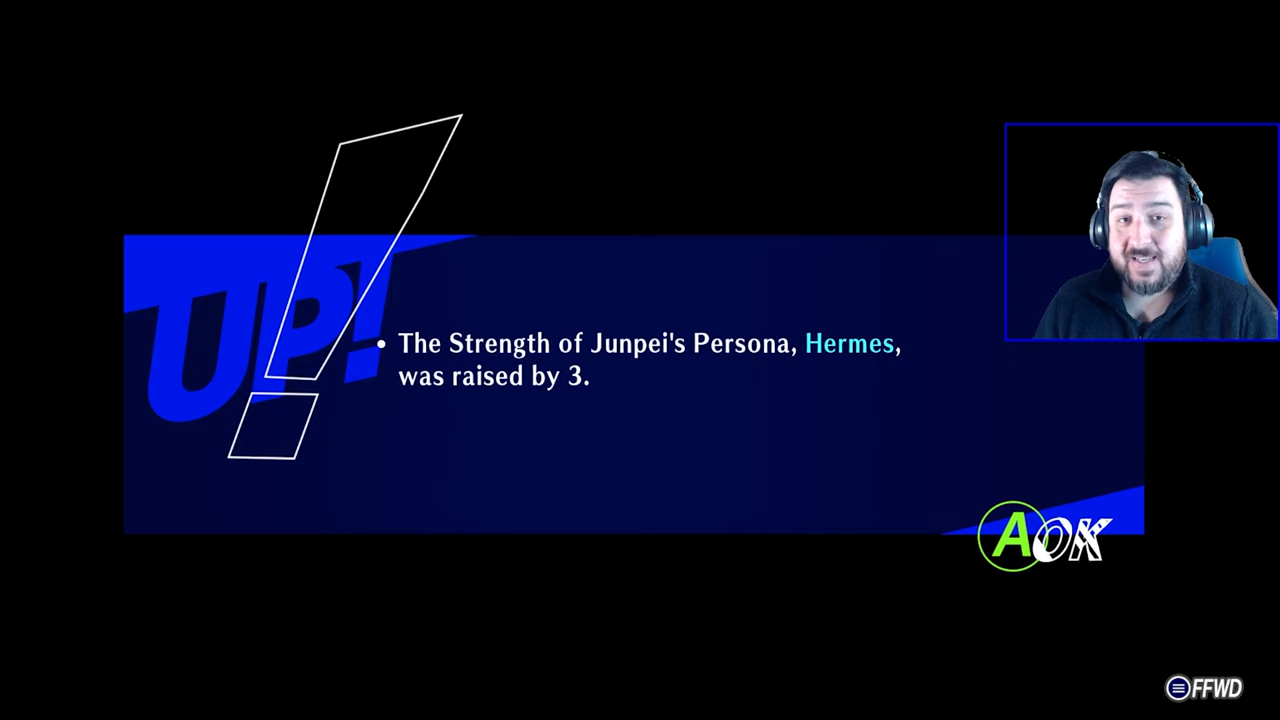 UP!
• The Strength of Junpei's Persona, Hermes,
was raised by 3.
A OK
FFWD